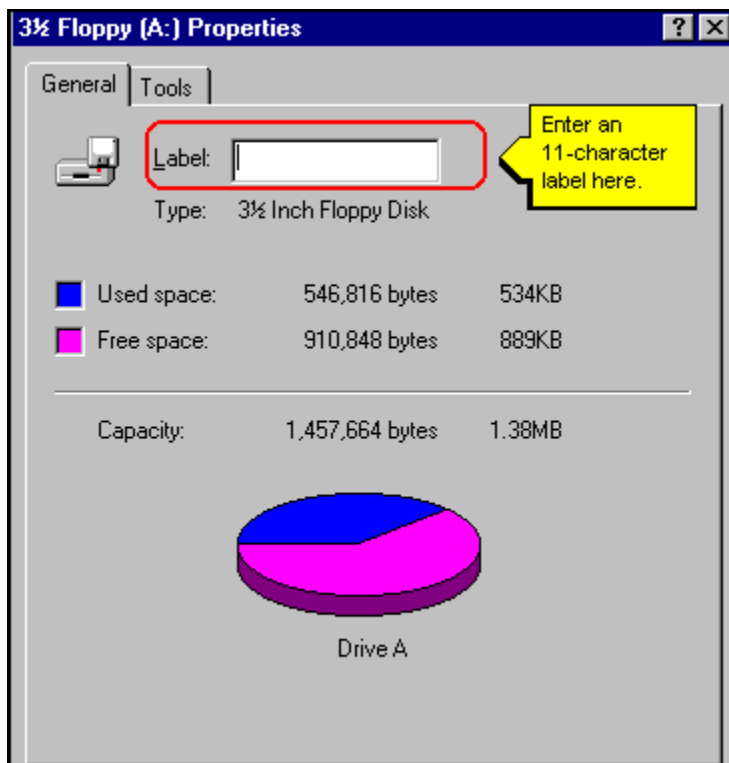 3½ Floppy (A:) Properties
General Tools
Label:
Enter an
11-character
label here.
Type: 3½ Inch Floppy Disk
Used space: 546,816 bytes 534KB
Free space: 910,848 bytes 889KB
Capacity: 1,457,664 bytes 1.38MB
Drive A